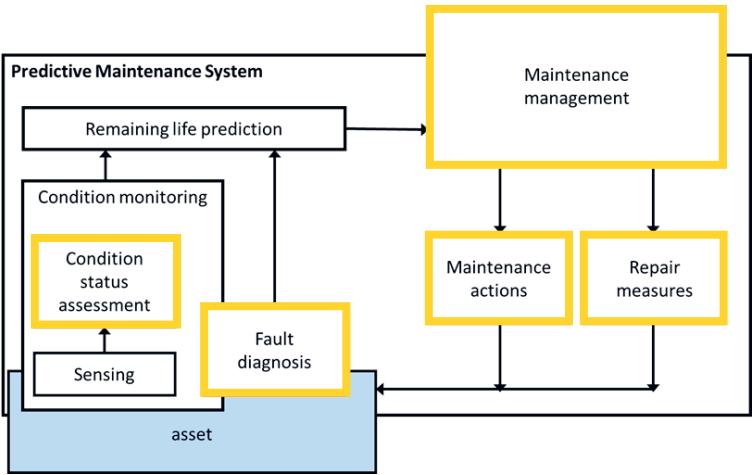 Predictive Maintenance System
Maintenance
management
Remaining life prediction
Condition monitoring
Condition
status
assessment
Sensing
Fault
diagnosis
Maintenance
actions
Repair
measures
asset